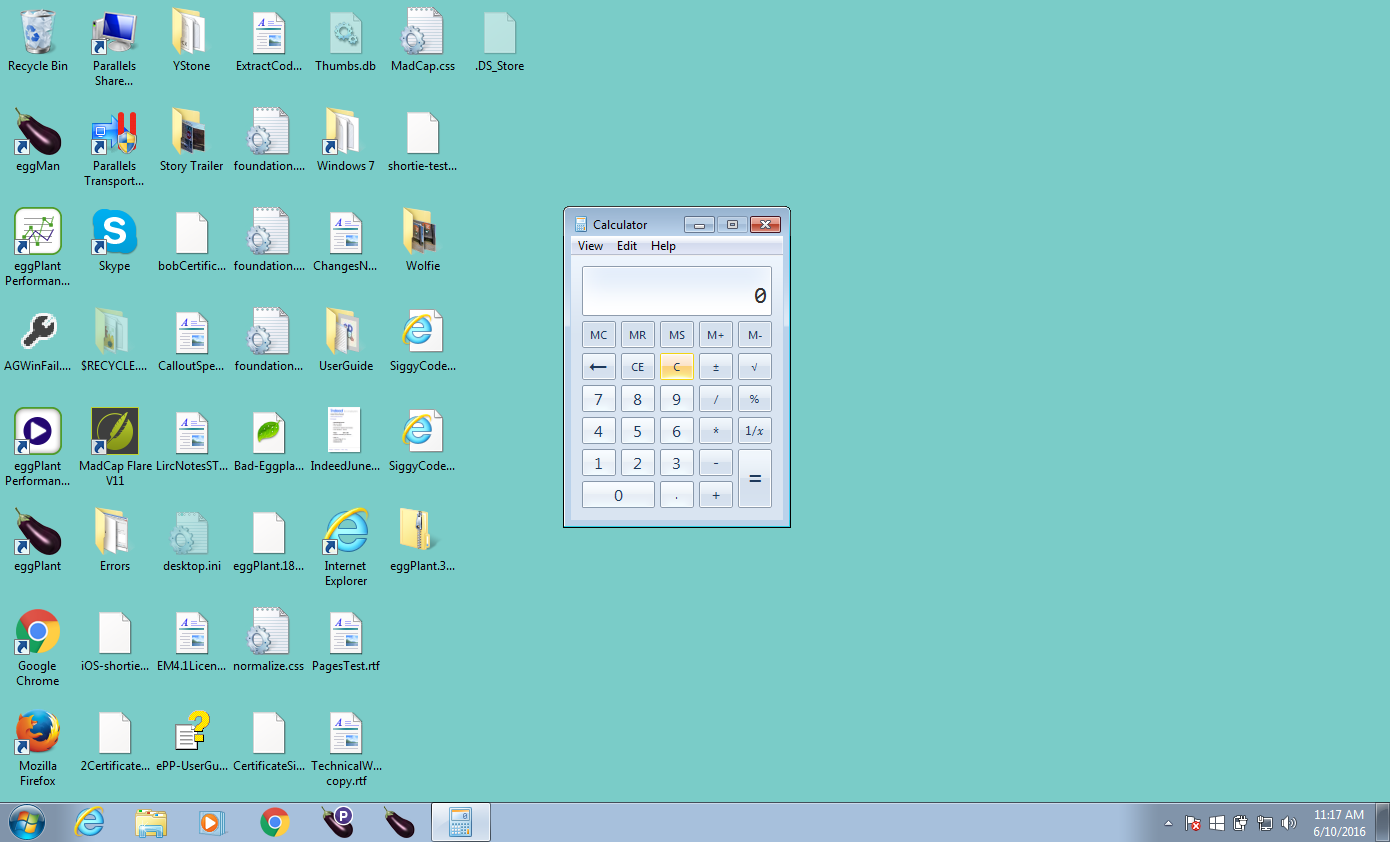 Recycle Bin
Parallels
Share...
YStone
ExtractCod...
Thumbs.db
MadCap.css
.DS_Store
eggMan
Parallels
Transport...
Story Trailer
foundation....
Windows 7
shortie-test...
eggPlant
Performan...
Skype
bobCertific...
foundation....
ChangesN...
Wolfie
AGWinFail....
$RECYCLE....
CalloutSpe...
foundation....
UserGuide
SiggyCode...
eggPlant
Performan...
MadCap Flare
V11
LircNotesST...
Bad-Eggpla...
IndeedJune...
SiggyCode...
eggPlant
Errors
desktop.ini
eggPlant.18...
Internet
Explorer
eggPlant.3...
Google
Chrome
iOS-shortie...
EM4.1Licen...
normalize.css
PagesTest.rtf
Mozilla
Firefox
2Certificate...
ePP-UserGu...
CertificateSi...
TechnicalW...
copy.rtf
Calculator
View Edit Help
0
MC MR MS M+ M-
← CE C ± √
7 8 9 / %
4 5 6 * 1/x
1 2 3 - =
0 . +
11:17 AM
6/10/2016